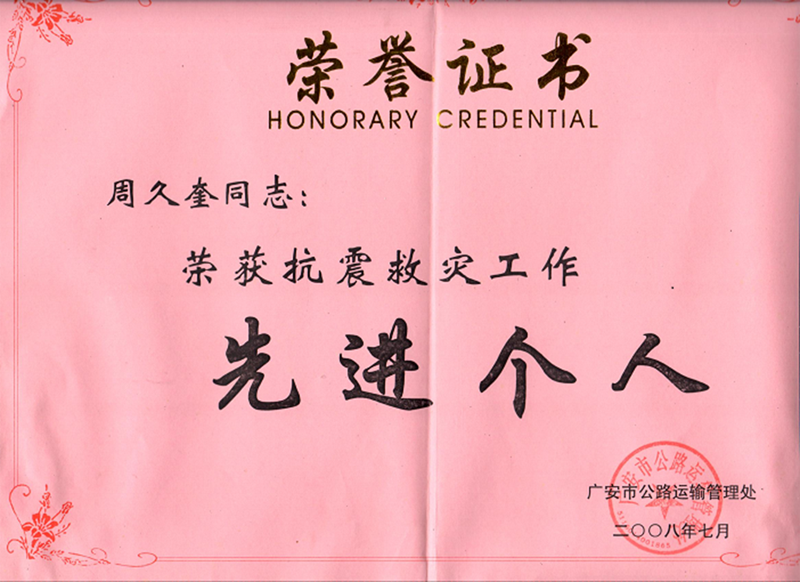 荣誉证书
HONORARY CREDENTIAL
周久奎同志：
荣获抗震救灾工作
先进个人
广安市公路运输管理处
二〇〇八年七月